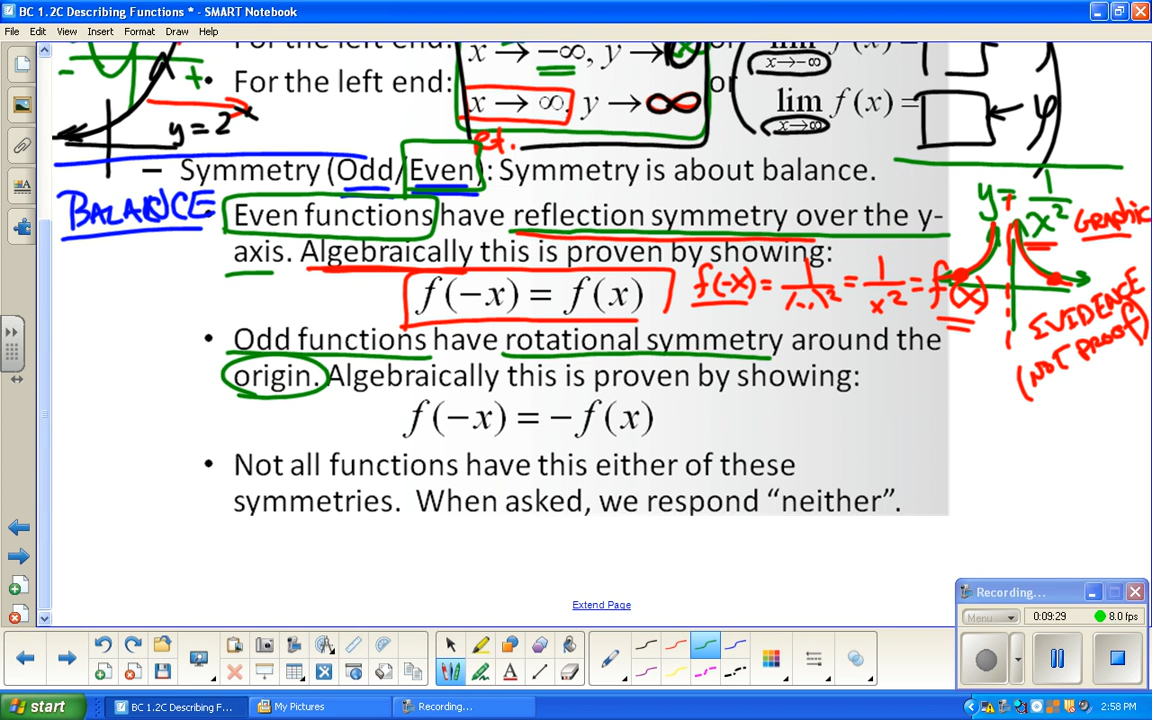 BC 1.2C Describing Functions * - SMART Notebook
File Edit View Insert Format Draw Help
For the left end: x → −∞, y → ∞ or lim x→−∞ f(x) =
• For the left end: x → ∞, y → ∞ or lim x→∞ f(x) =
y = 2^x
− Symmetry (Odd/Even): Symmetry is about balance.
BALANCE
• Even functions have reflection symmetry over the y-
axis. Algebraically this is proven by showing:
f(−x) = f(x)
f(-x) = 1/(-x)² = 1/x² = f(x)
y = 1/x²
GRAPHIC
EVIDENCE
(NOT PROOF)
• Odd functions have rotational symmetry around the
origin. Algebraically this is proven by showing:
f(−x) = −f(x)
• Not all functions have this either of these
symmetries. When asked, we respond “neither”.
Extend Page
Recording...
Menu
0:09:29 8.0 fps
start
BC 1.2C Describing F...
My Pictures
Recording...
2:58 PM